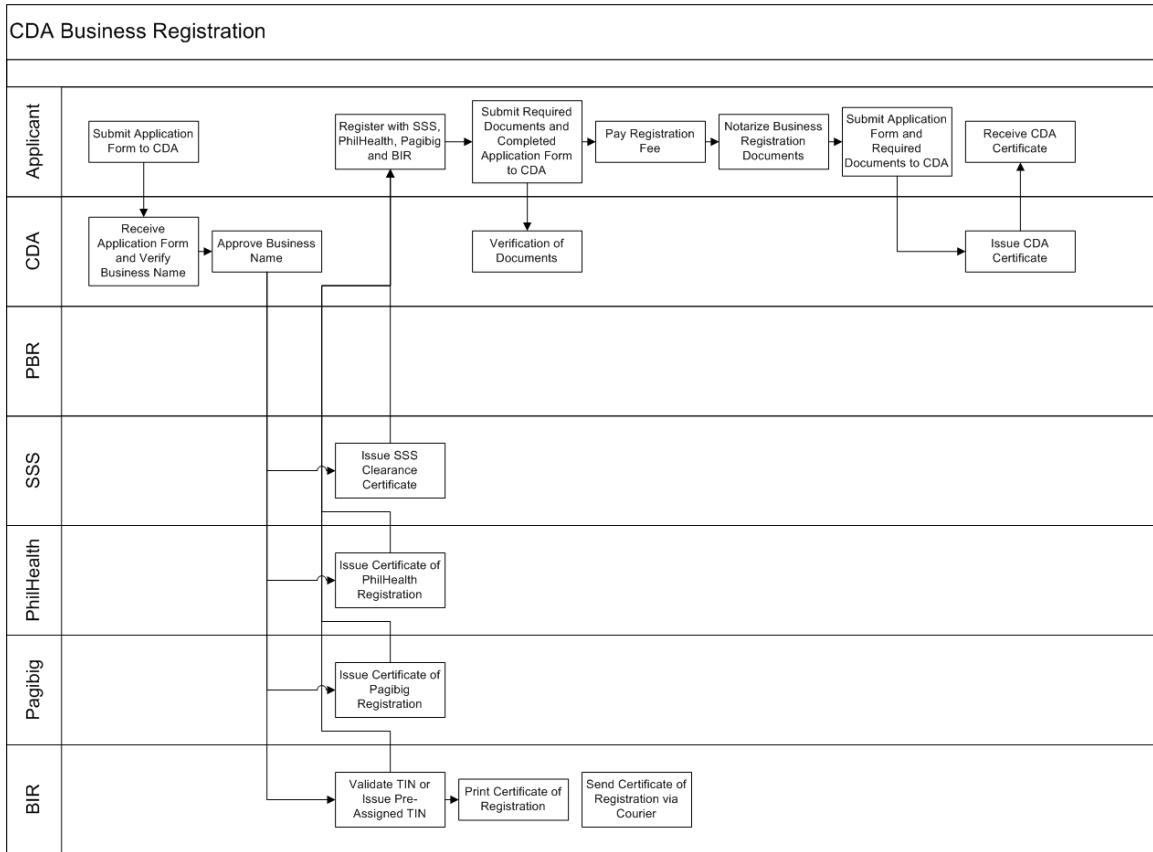 CDA Business Registration
Applicant
Submit Application
Form to CDA
Register with SSS,
PhilHealth, Pagibig
and BIR
Submit Required
Documents and
Completed
Application Form
to CDA
Pay Registration
Fee
Notarize Business
Registration
Documents
Submit Application
Form and
Required
Documents to CDA
Receive CDA
Certificate
CDA
Receive
Application Form
and Verify
Business Name
Approve Business
Name
Verification of
Documents
Issue CDA
Certificate
PBR
SSS
Issue SSS
Clearance
Certificate
PhilHealth
Issue Certificate of
PhilHealth
Registration
Pagibig
Issue Certificate of
Pagibig
Registration
BIR
Validate TIN or
Issue Pre-
Assigned TIN
Print Certificate of
Registration
Send Certificate of
Registration via
Courier